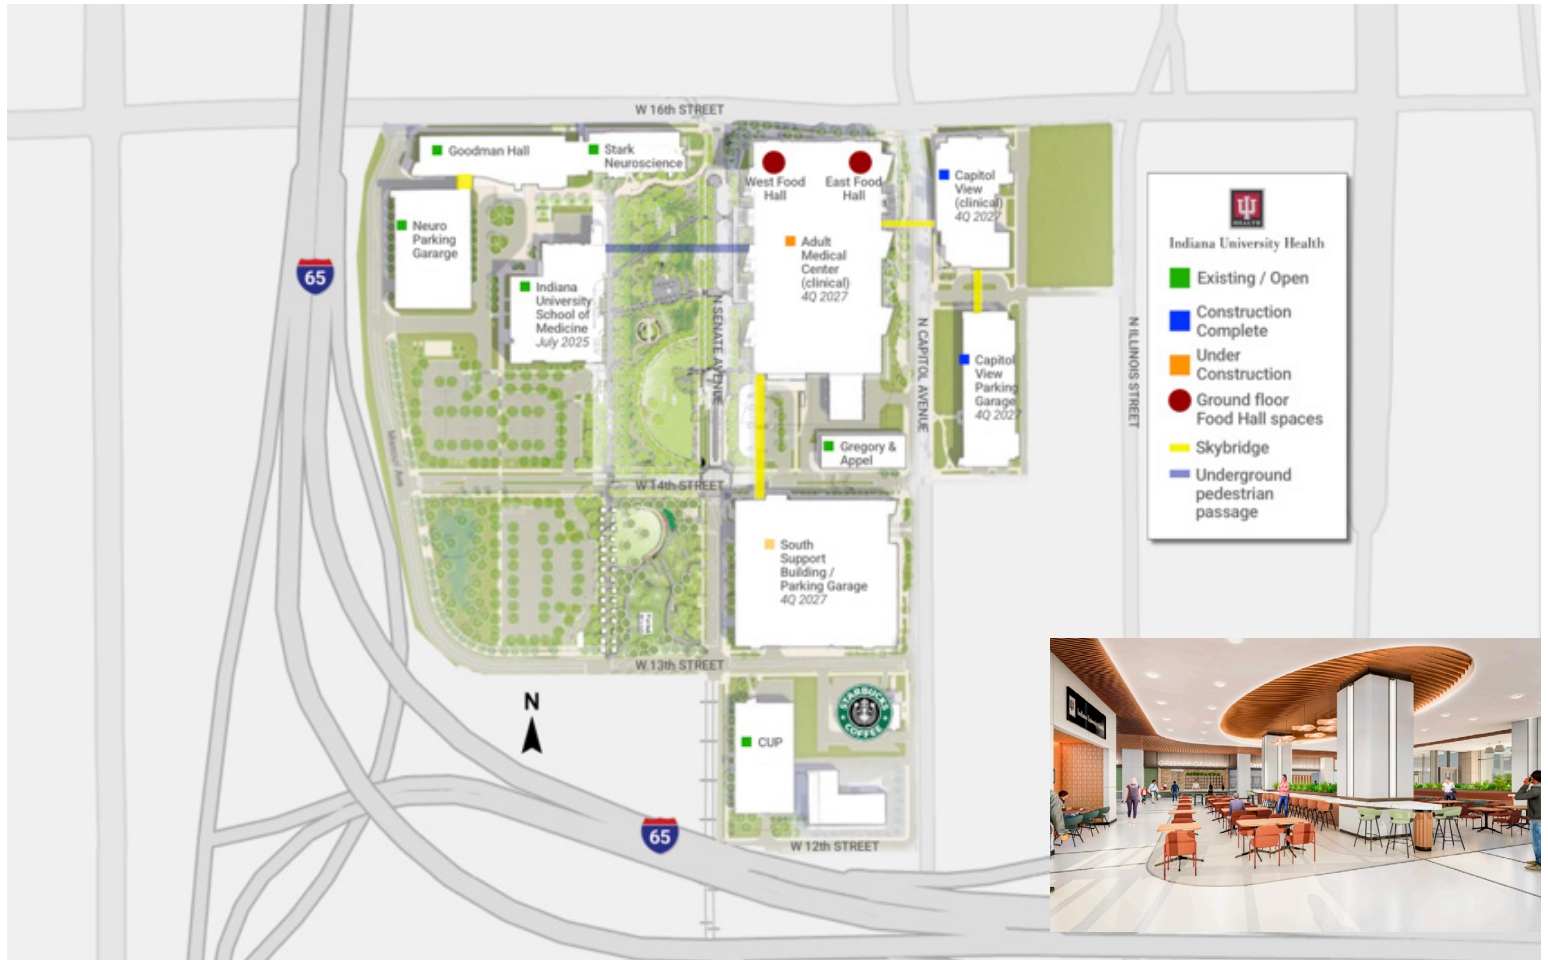 W 16th STREET
Goodman Hall
Stark
Neuroscience
West Food
Hall
East Food
Hall
Capitol
View
(clinical)
4Q 2027
Neuro
Parking
Gararge
Adult
Medical
Center
(clinical)
4Q 2027
65
Indiana
University
School of
Medicine
July 2025
N SENATE AVENUE
N CAPITOL AVENUE
N ILLINOIS STREET
Capitol
View
Parking
Garage
4Q 2027
Gregory &
Appel
W 14th STREET
South
Support
Building /
Parking Garage
4Q 2027
W 13th STREET
N
STARBUCKS
COFFEE
CUP
65
W 12th STREET
HEALTH
Indiana University Health
Existing / Open
Construction
Complete
Under
Construction
Ground floor
Food Hall spaces
Skybridge
Underground
pedestrian
passage